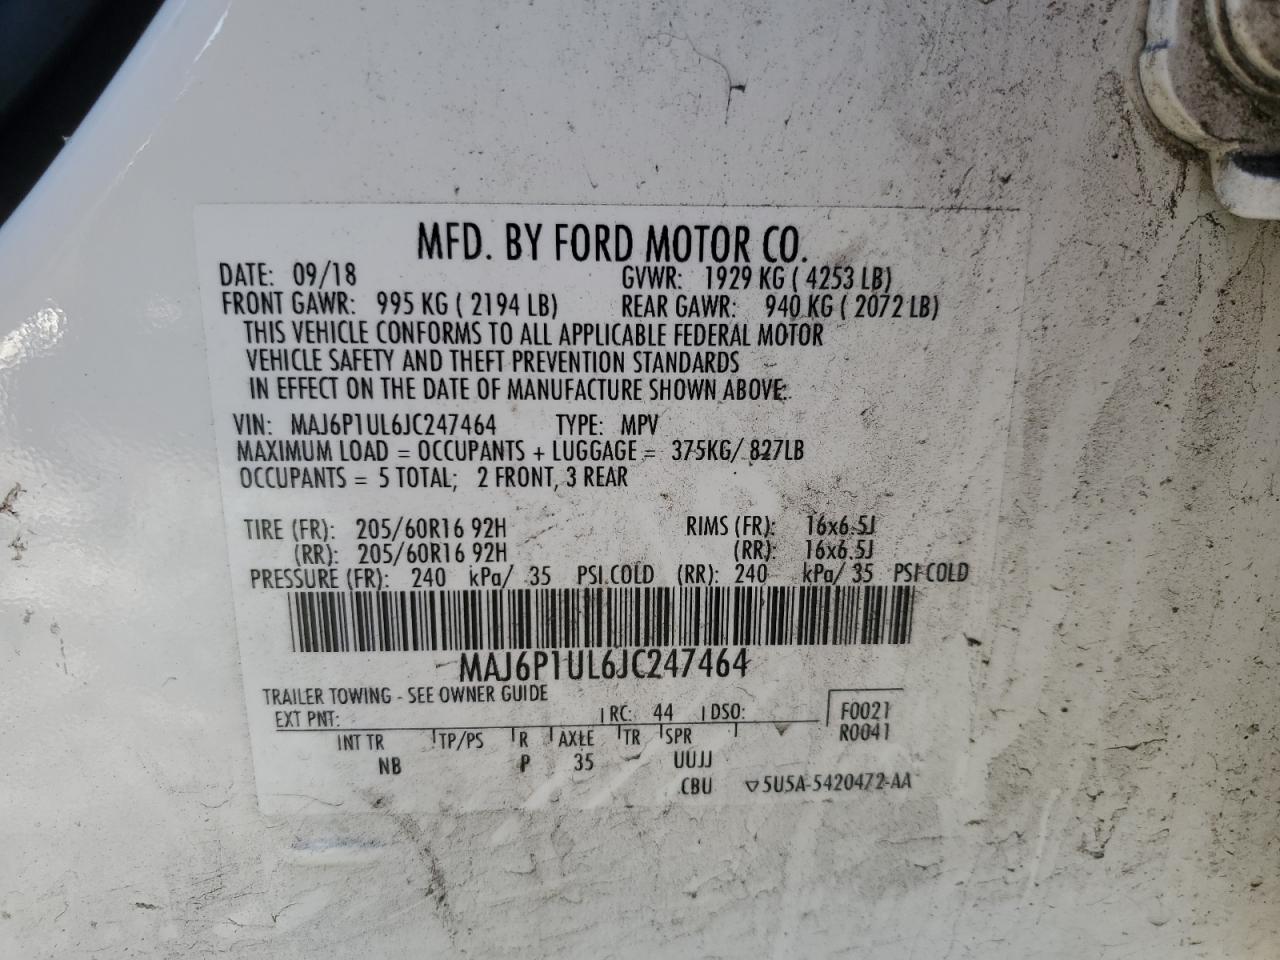 MFD. BY FORD MOTOR CO.
DATE: 09/18 GVWR: 1929 KG ( 4253 LB)
FRONT GAWR: 995 KG ( 2194 LB) REAR GAWR: 940 KG ( 2072 LB)
THIS VEHICLE CONFORMS TO ALL APPLICABLE FEDERAL MOTOR
VEHICLE SAFETY AND THEFT PREVENTION STANDARDS
IN EFFECT ON THE DATE OF MANUFACTURE SHOWN ABOVE:
VIN: MAJ6P1UL6JC247464 TYPE: MPV
MAXIMUM LOAD = OCCUPANTS + LUGGAGE = 375KG/ 827LB
OCCUPANTS = 5 TOTAL; 2 FRONT, 3 REAR
TIRE (FR): 205/60R16 92H RIMS (FR): 16x6.5J
(RR): 205/60R16 92H (RR): 16x6.5J
PRESSURE (FR): 240 kPa/ 35 PSI COLD (RR): 240 kPa/ 35 PSI COLD
MAJ6P1UL6JC247464
TRAILER TOWING - SEE OWNER GUIDE
EXT PNT: RC: 44 DSO: F0021
R0041
INT TR TP/PS R AXLE TR SPR
NB P 35 UUJJ
CBU 5U5A-5420472-AA